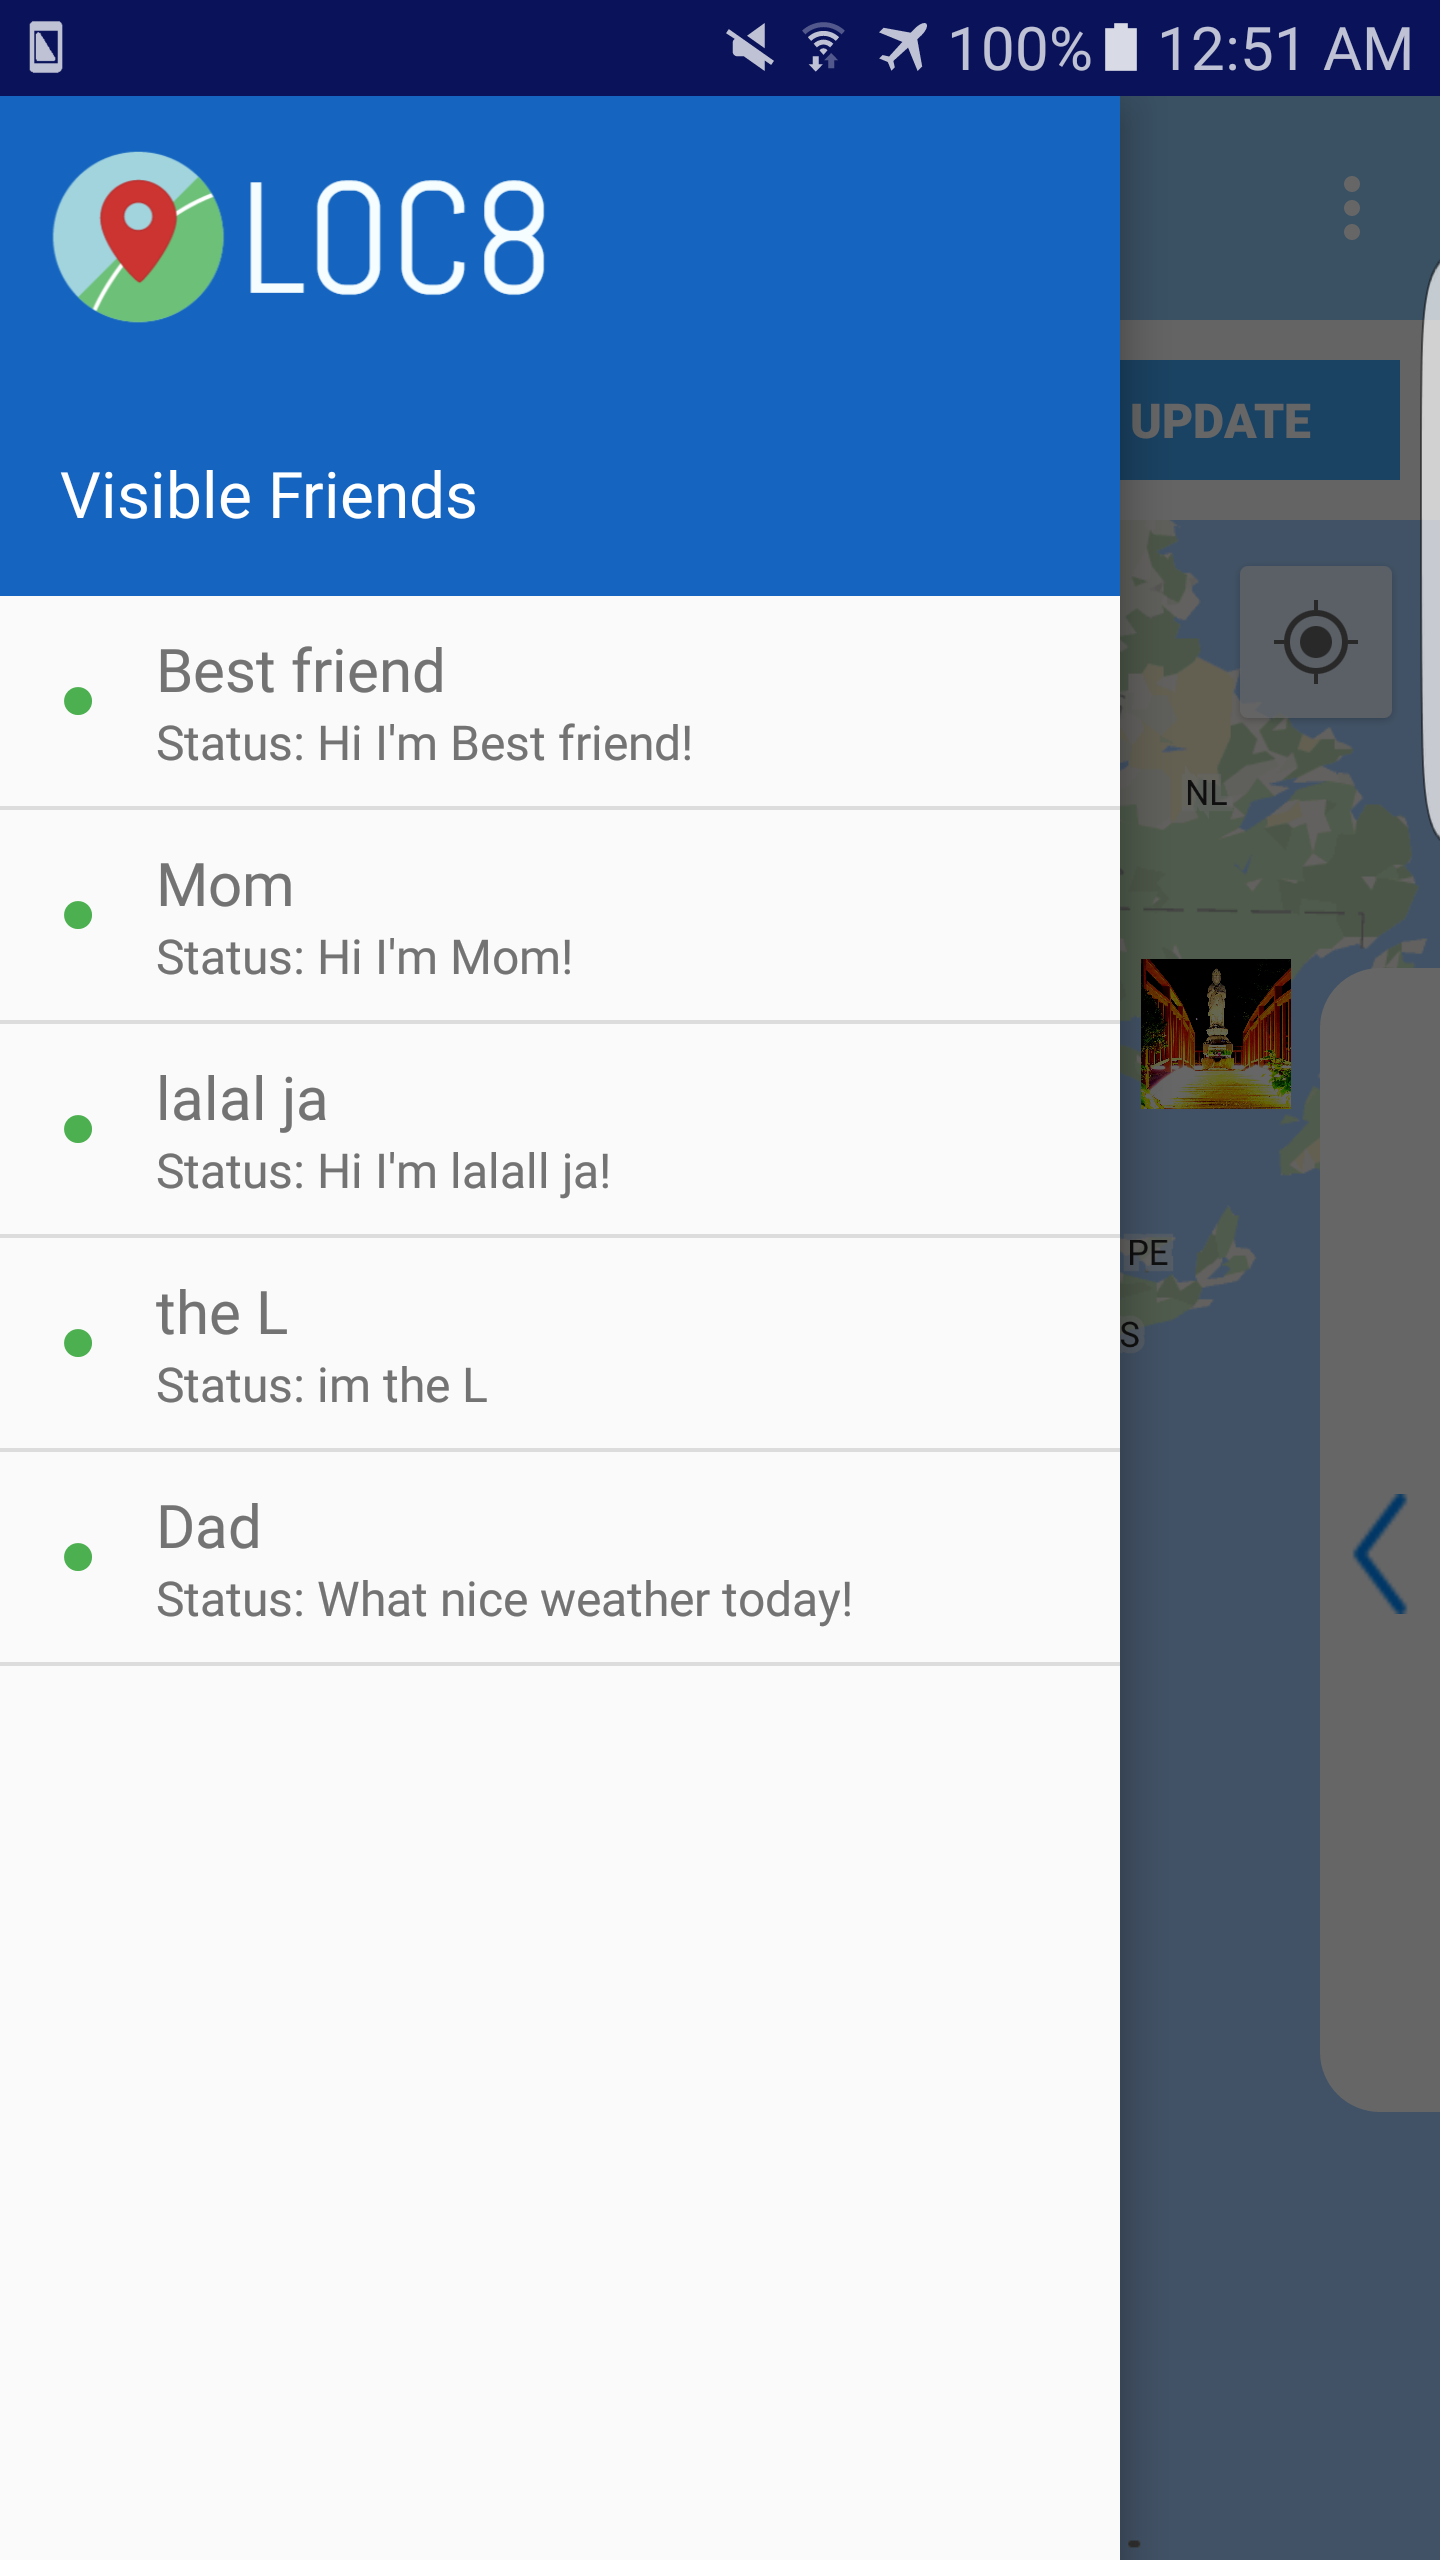 100% 12:51 AM
LOC8
Visible Friends
UPDATE
Best friend
Status: Hi I'm Best friend!
NL
Mom
Status: Hi I'm Mom!
lalal ja
Status: Hi I'm lalall ja!
PE
S
the L
Status: im the L
Dad
Status: What nice weather today!